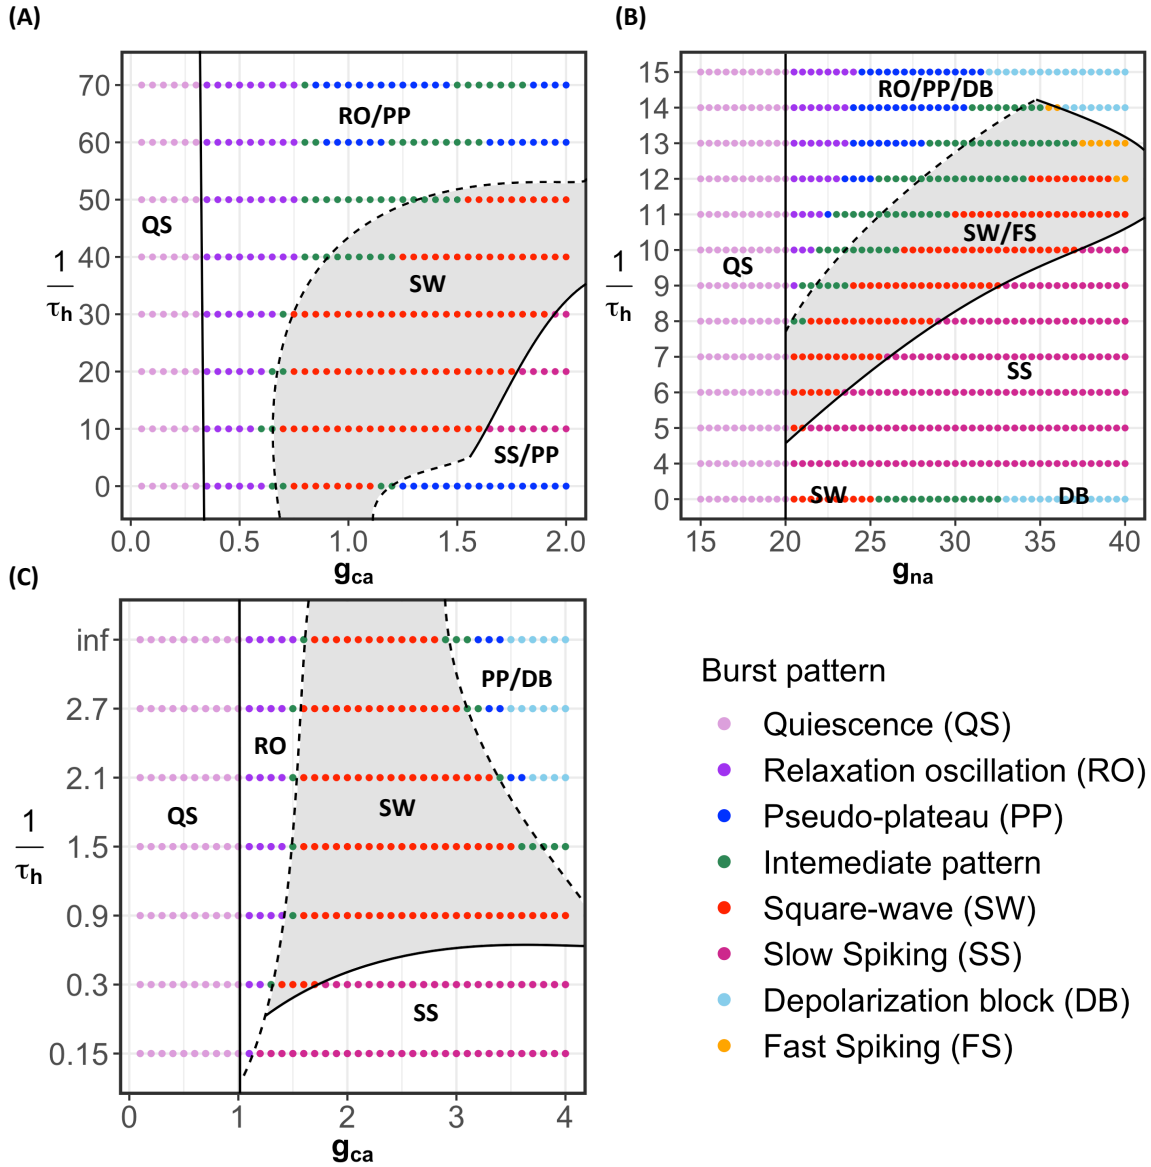 (A)
70
60
50
40
30
20
10
0
1
τh
QS
RO/PP
SW
SS/PP
0.0 0.5 1.0 1.5 2.0
gca
(B)
15
14
13
12
11
10
9
8
7
6
5
4
0
1
τh
RO/PP/DB
QS
SW/FS
SS
SW
DB
15 20 25 30 35 40
gna
(C)
inf
2.7
2.1
1.5
0.9
0.3
0.15
1
τh
PP/DB
RO
QS
SW
SS
0 1 2 3 4
gca
Burst pattern
Quiescence (QS)
Relaxation oscillation (RO)
Pseudo-plateau (PP)
Intemediate pattern
Square-wave (SW)
Slow Spiking (SS)
Depolarization block (DB)
Fast Spiking (FS)